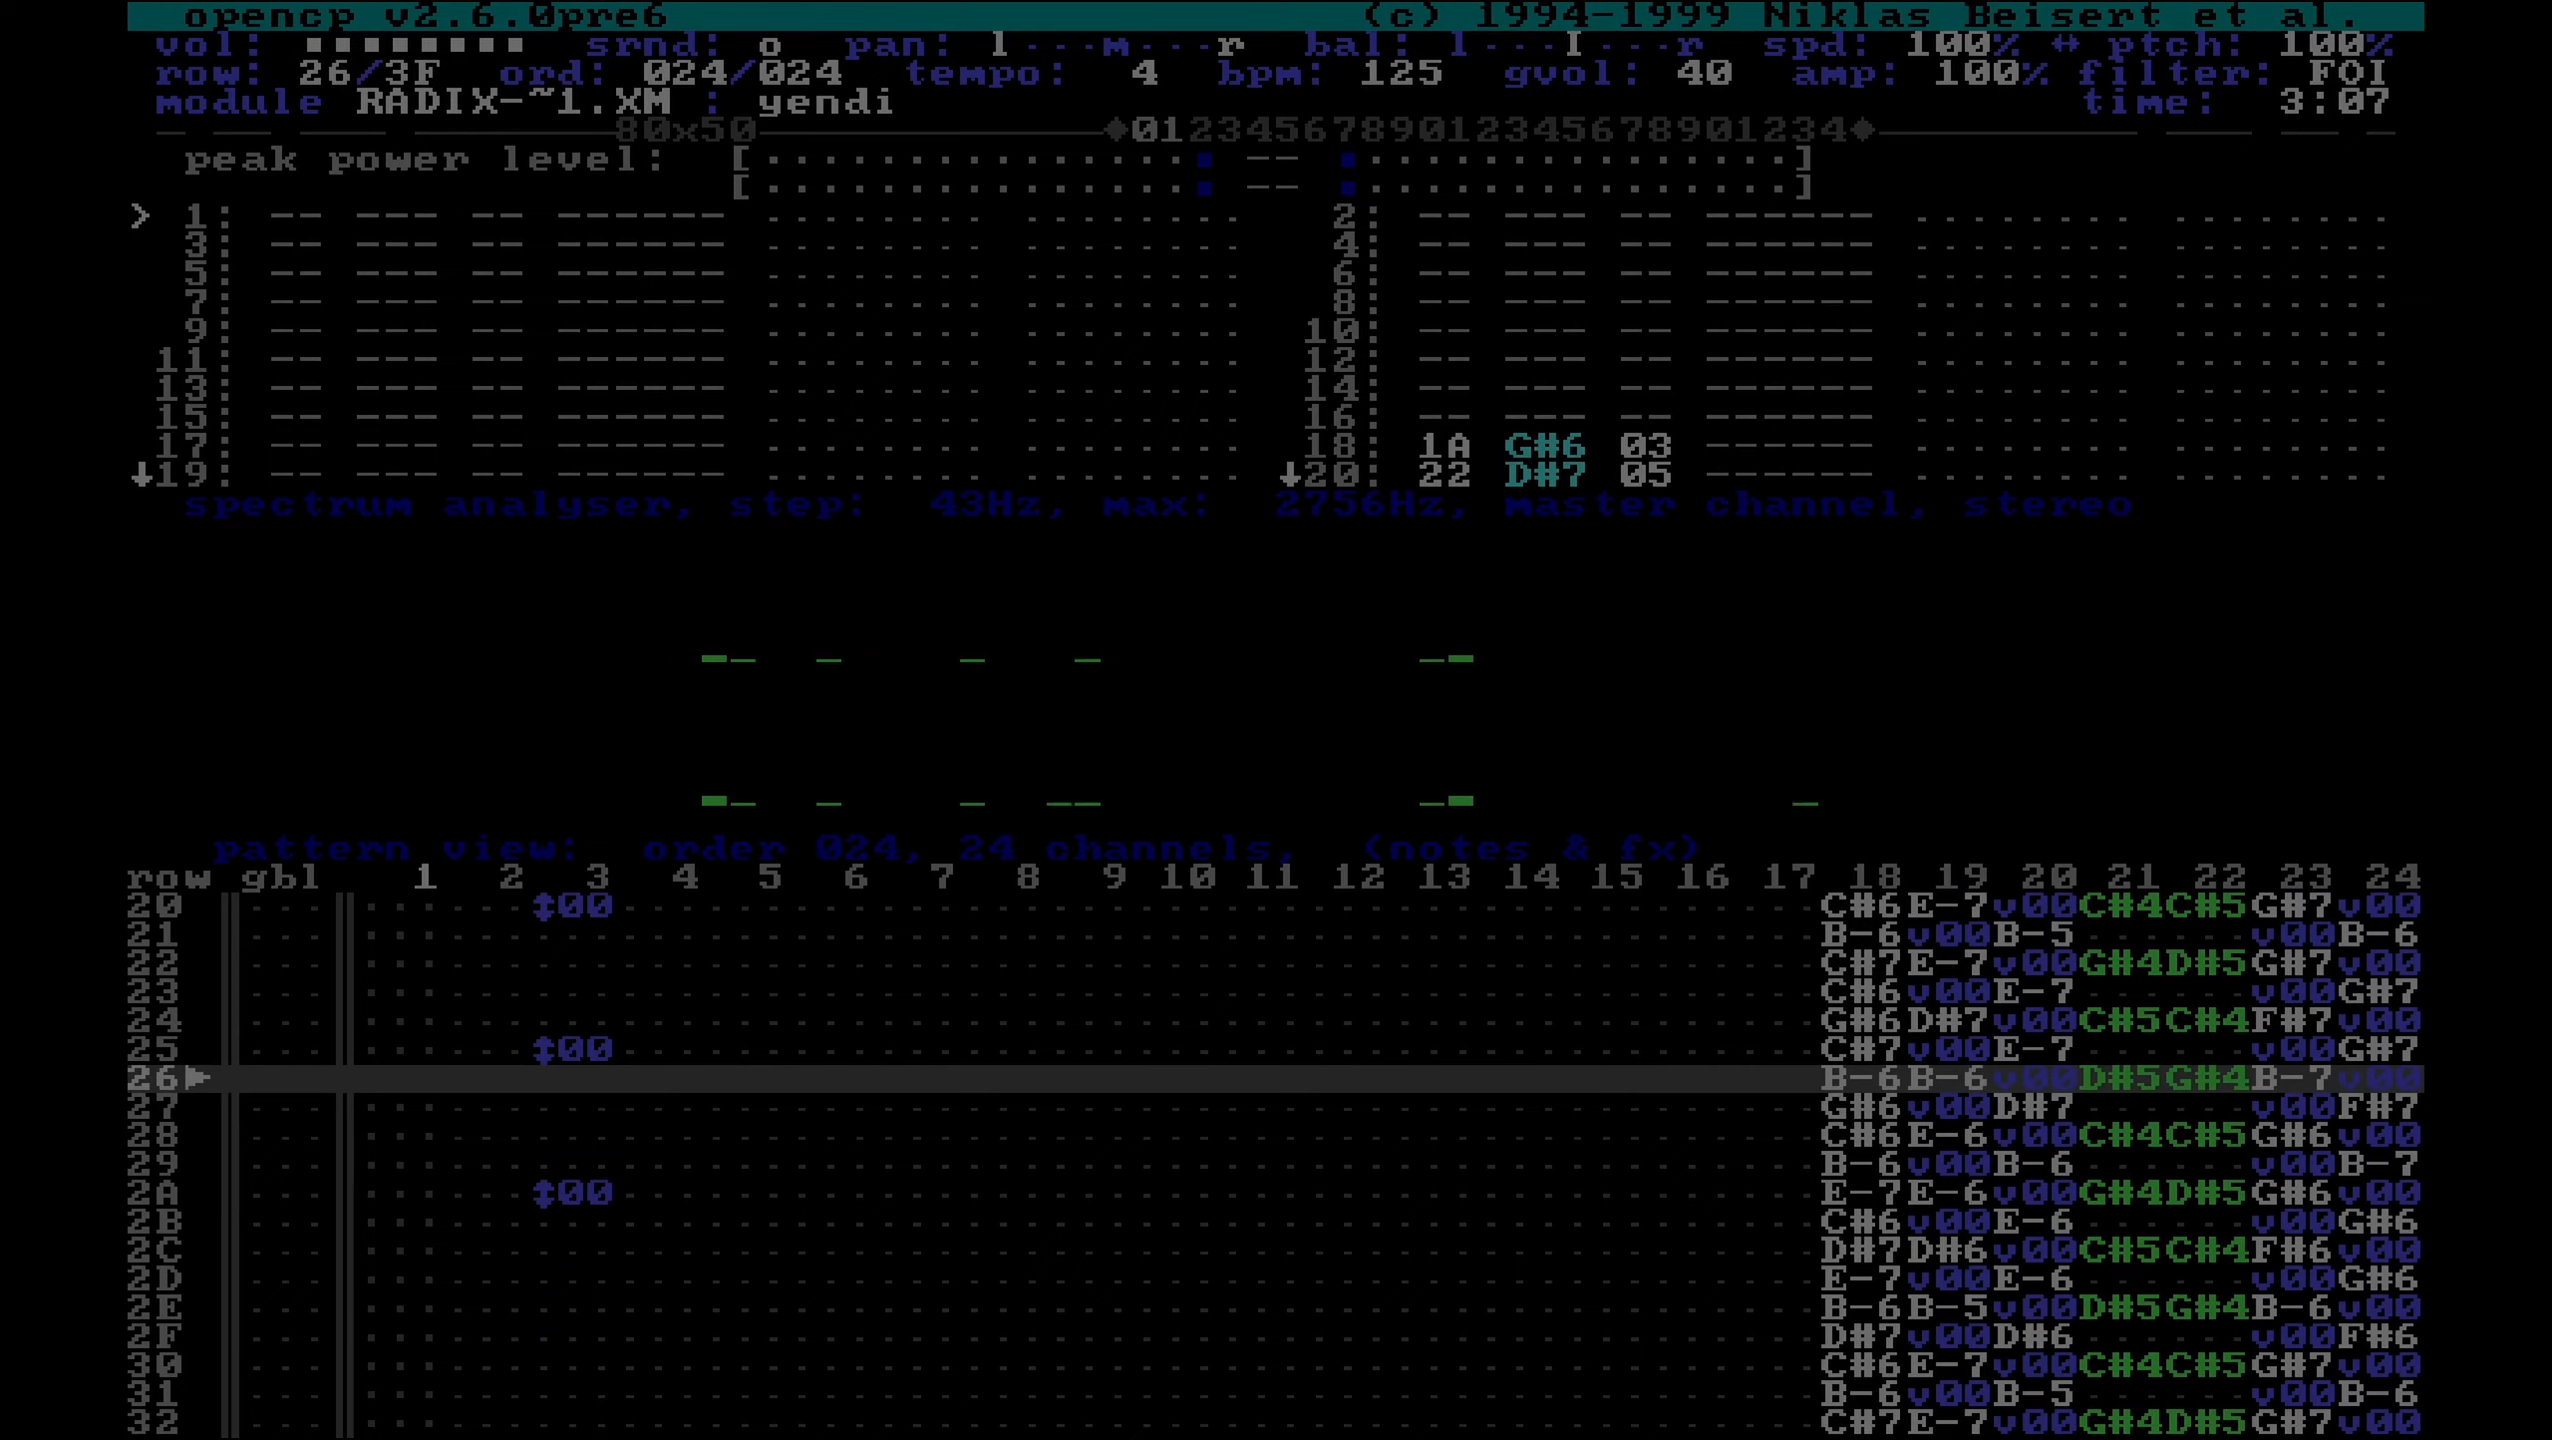 opencp v2.6.0pre6 (c) 1994-1999 Niklas Beisert et al.
vol: ■■■■■■■■ srnd: o pan: l---m---r bal: l---I---r spd: 100% ↔ ptch: 100%
row: 26/3F ord: 024/024 tempo: 4 bpm: 125 gvol: 40 amp: 100% filter: FOI
module RADIX-~1.XM : yendi time: 3:07
80x50 ◆012345678901234567890123 4◆
peak power level: [··············■ -- ■··············]
[··············■ -- ■··············]
> 1: -- --- -- ------ 2: -- --- -- ------
3: -- --- -- ------ 4: -- --- -- ------
5: -- --- -- ------ 6: -- --- -- ------
7: -- --- -- ------ 8: -- --- -- ------
9: -- --- -- ------ 10: -- --- -- ------
11: -- --- -- ------ 12: -- --- -- ------
13: -- --- -- ------ 14: -- --- -- ------
15: -- --- -- ------ 16: -- --- -- ------
17: -- --- -- ------ 18: 1A G#6 03 ------
↓19: -- --- -- ------ ↓20: 22 D#7 05 ------
spectrum analyser, step: 43Hz, max: 2756Hz, master channel, stereo
pattern view: order 024, 24 channels, (notes & fx)
row gbl 1 2 3 4 5 6 7 8 9 10 11 12 13 14 15 16 17 18 19 20 21 22 23 24
20 ‡00 C#6E-7v00C#4C#5G#7v00
21 B-6v00B-5 v00B-6
22 C#7E-7v00G#4D#5G#7v00
23 C#6v00E-7 v00G#7
24 G#6D#7v00C#5C#4F#7v00
25 ‡00 C#7v00E-7 v00G#7
26► B-6B-6v00D#5G#4B-7v00
27 G#6v00D#7 v00F#7
28 C#6E-6v00C#4C#5G#6v00
29 B-6v00B-6 v00B-7
2A ‡00 E-7E-6v00G#4D#5G#6v00
2B C#6v00E-6 v00G#6
2C D#7D#6v00C#5C#4F#6v00
2D E-7v00E-6 v00G#6
2E B-6B-5v00D#5G#4B-6v00
2F D#7v00D#6 v00F#6
30 C#6E-7v00C#4C#5G#7v00
31 B-6v00B-5 v00B-6
32 C#7E-7v00G#4D#5G#7v00